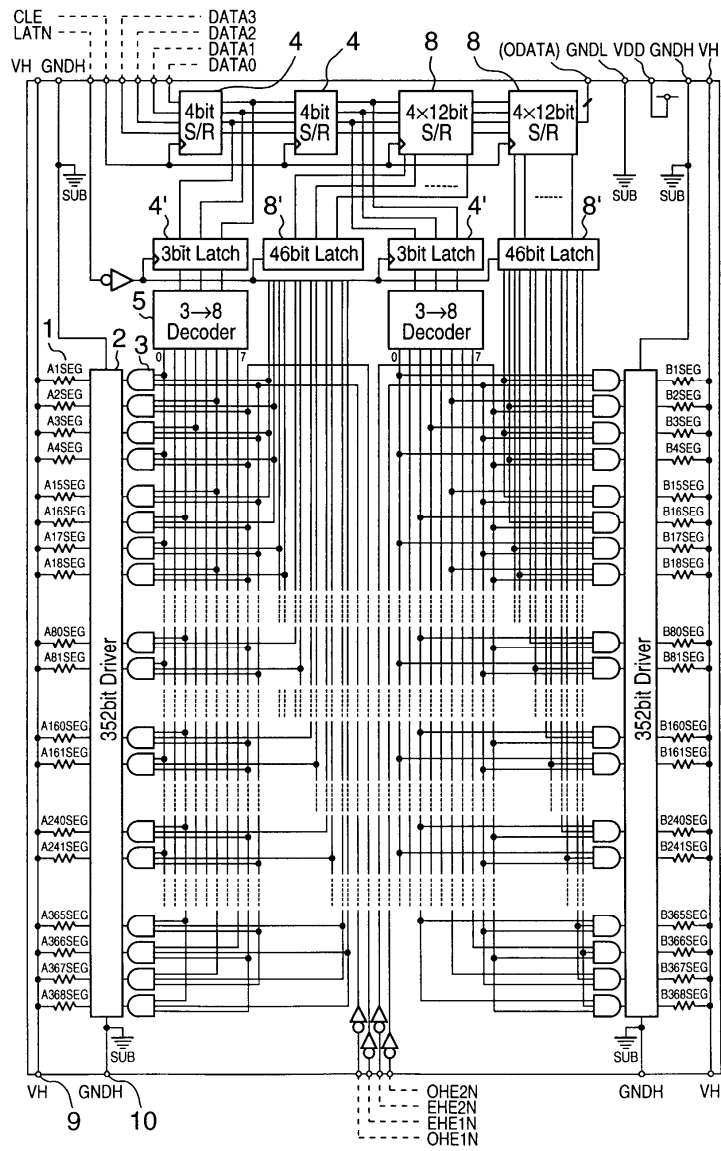 CLE
LATN
DATA3
DATA2
DATA1
DATA0
4
4
8
8
(ODATA)
GNDL
VDD
GNDH
VH
VH
GNDH
4bit
S/R
4bit
S/R
4×12bit
S/R
4×12bit
S/R
SUB
SUB
SUB
4'
8'
4'
8'
3bit Latch
46bit Latch
3bit Latch
46bit Latch
5
3→8
Decoder
3→8
Decoder
0
7
0
7
1
2
3
A1SEG
A2SEG
A3SEG
A4SEG
A15SEG
A16SEG
A17SEG
A18SEG
A80SEG
A81SEG
A160SEG
A161SEG
A240SEG
A241SEG
A365SEG
A366SEG
A367SEG
A368SEG
352bit Driver
352bit Driver
B1SEG
B2SEG
B3SEG
B4SEG
B15SEG
B16SEG
B17SEG
B18SEG
B80SEG
B81SEG
B160SEG
B161SEG
B240SEG
B241SEG
B365SEG
B366SEG
B367SEG
B368SEG
SUB
SUB
VH
9
GNDH
10
OHE2N
EHE2N
EHE1N
OHE1N
GNDH
VH